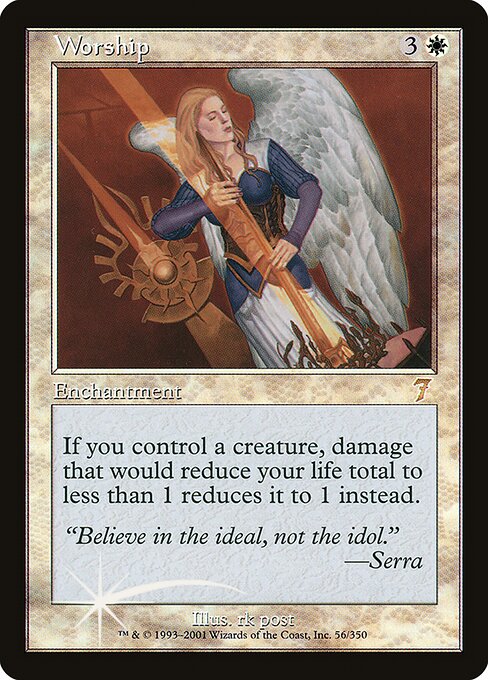 Worship 3
Enchantment 7
If you control a creature, damage
that would reduce your life total to
less than 1 reduces it to 1 instead.
“Believe in the ideal, not the idol.”
—Serra
Illus. rk post
™ & © 1993–2001 Wizards of the Coast, Inc. 56/350